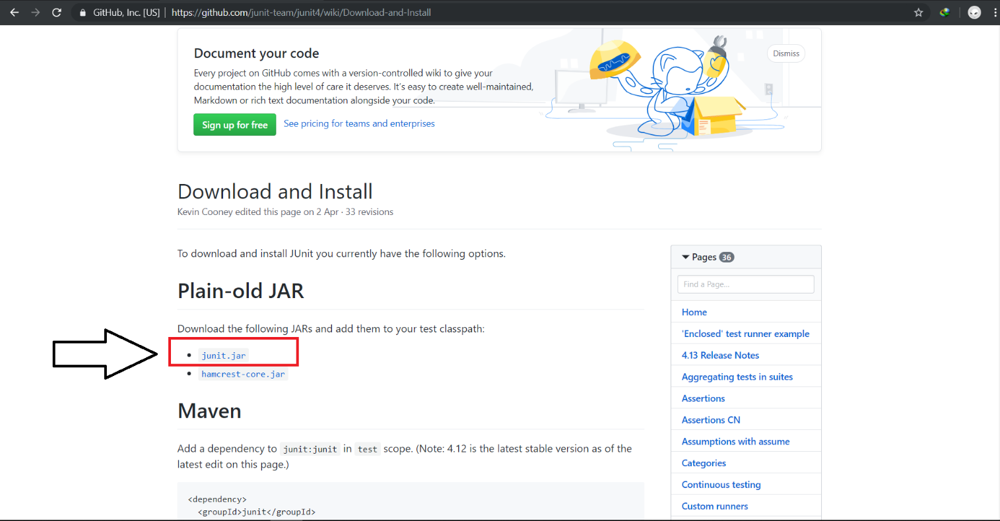 GitHub, Inc. [US] | https://github.com/junit-team/junit4/wiki/Download-and-Install
Document your code
Dismiss
Every project on GitHub comes with a version-controlled wiki to give your
documentation the high level of care it deserves. It's easy to create well-maintained,
Markdown or rich text documentation alongside your code.
Sign up for free
See pricing for teams and enterprises
Download and Install
Kevin Cooney edited this page on 2 Apr · 33 revisions
To download and install JUnit you currently have the following options.
Plain-old JAR
Download the following JARs and add them to your test classpath:
• junit.jar
• hamcrest-core.jar
Maven
Add a dependency to junit:junit in test scope. (Note: 4.12 is the latest stable version as of the
latest edit on this page.)
<dependency>
<groupId>junit</groupId>
Pages 36
Find a Page...
Home
'Enclosed' test runner example
4.13 Release Notes
Aggregating tests in suites
Assertions
Assertions CN
Assumptions with assume
Categories
Continuous testing
Custom runners